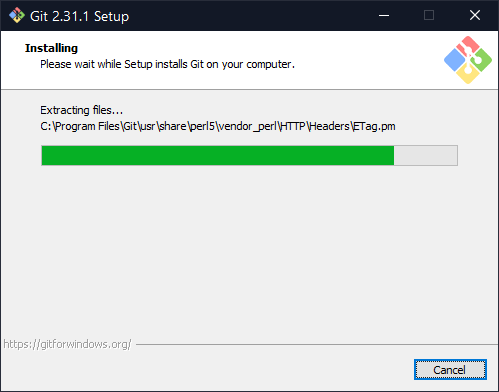 Git 2.31.1 Setup
Installing
Please wait while Setup installs Git on your computer.
Extracting files...
C:\Program Files\Git\usr\share\perl5\vendor_perl\HTTP\Headers\ETag.pm
https://gitforwindows.org/
Cancel